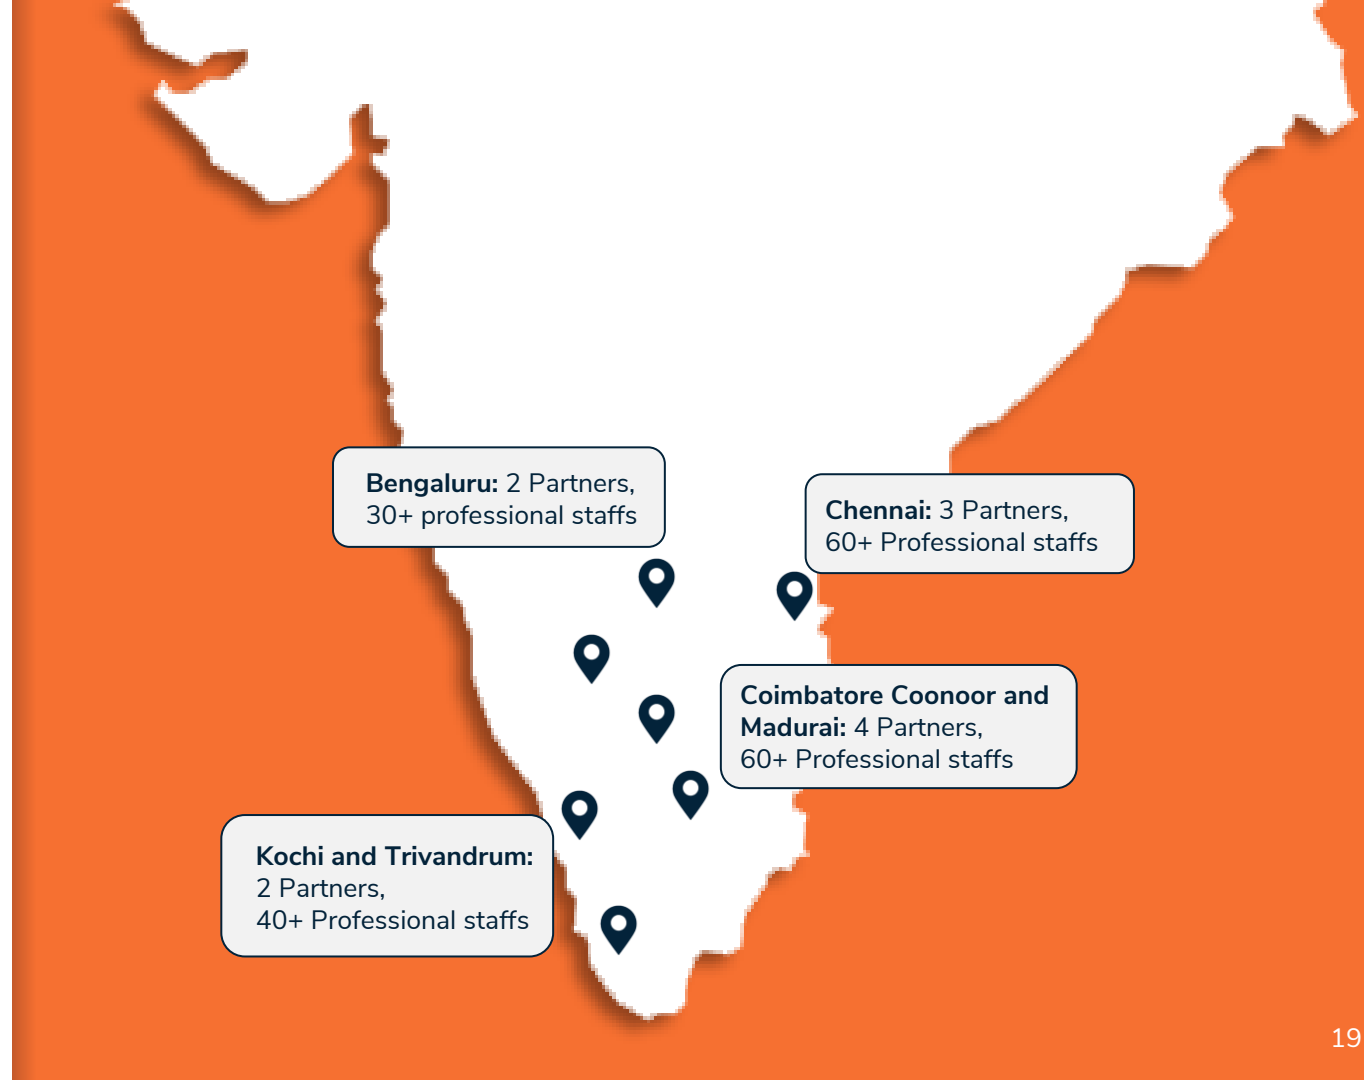 Bengaluru: 2 Partners,
30+ professional staffs
Chennai: 3 Partners,
60+ Professional staffs
Coimbatore Coonoor and
Madurai: 4 Partners,
60+ Professional staffs
Kochi and Trivandrum:
2 Partners,
40+ Professional staffs
19